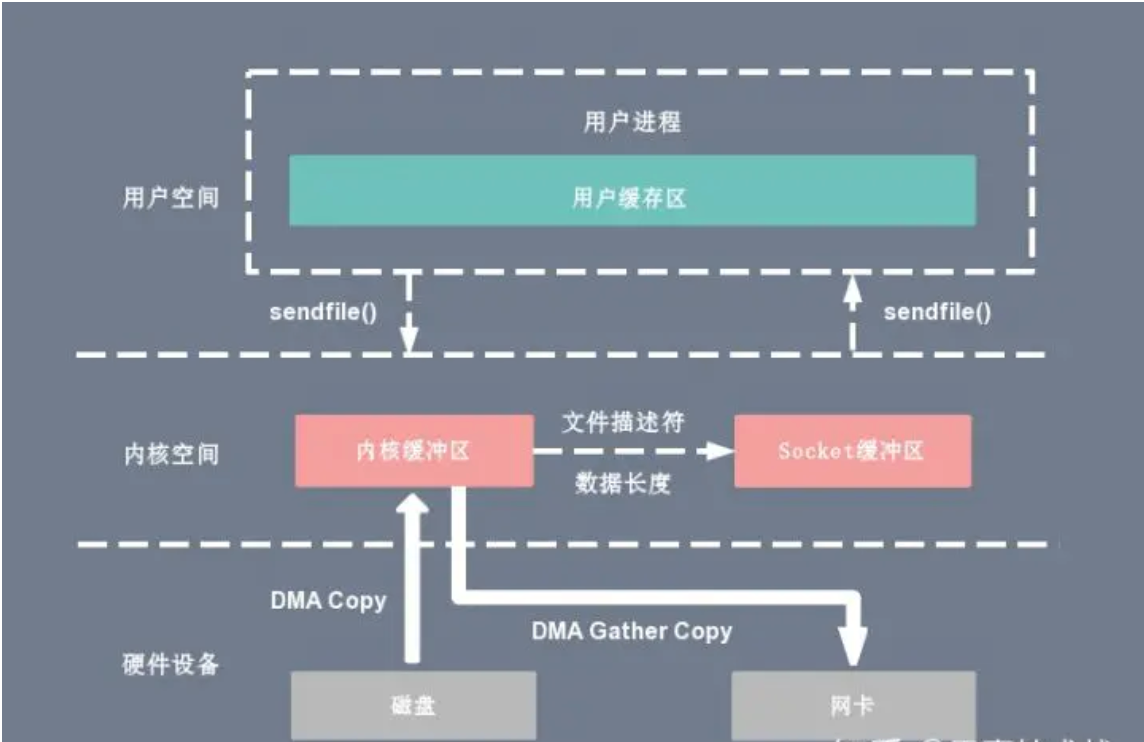 用户进程
用户空间
用户缓存区
sendfile()
sendfile()
文件描述符
内核空间
内核缓冲区
Socket缓冲区
数据长度
DMA Copy
DMA Gather Copy
硬件设备
磁盘
网卡